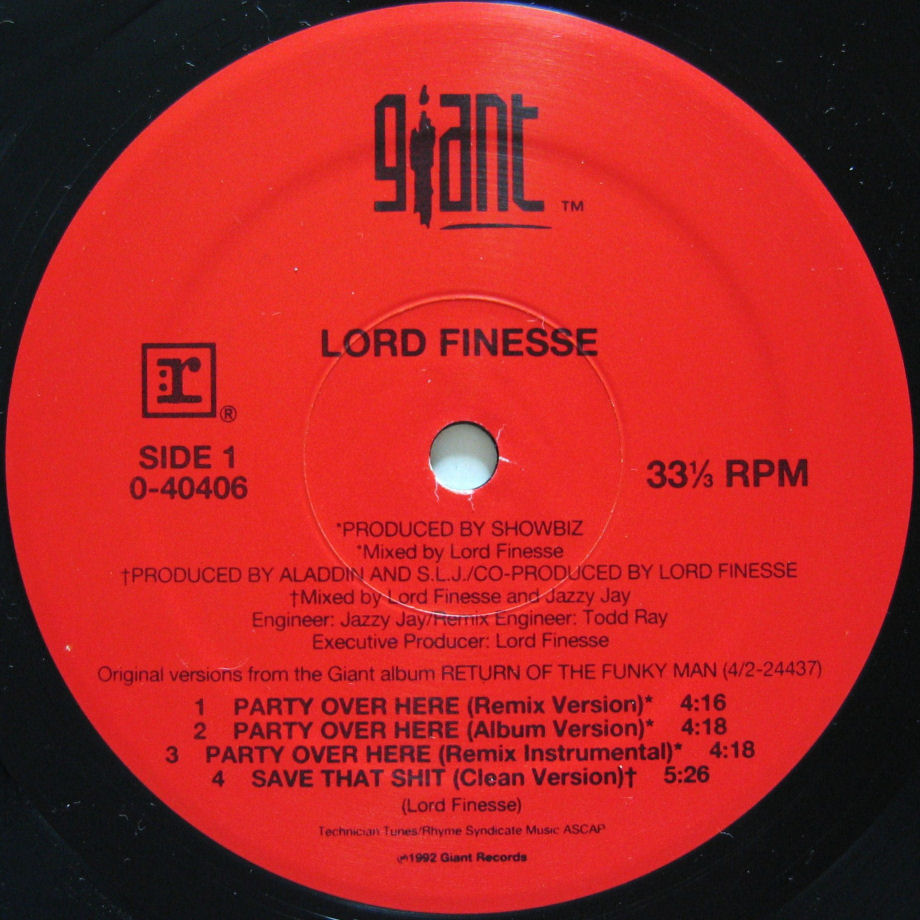 giant ™
LORD FINESSE
r ®
SIDE 1
0-40406
33⅓ RPM
*PRODUCED BY SHOWBIZ
*Mixed by Lord Finesse
†PRODUCED BY ALADDIN AND S.L.J./CO-PRODUCED BY LORD FINESSE
†Mixed by Lord Finesse and Jazzy Jay
Engineer: Jazzy Jay/Remix Engineer: Todd Ray
Executive Producer: Lord Finesse
Original versions from the Giant album RETURN OF THE FUNKY MAN (4/2-24437)
1 PARTY OVER HERE (Remix Version)* 4:16
2 PARTY OVER HERE (Album Version)* 4:18
3 PARTY OVER HERE (Remix Instrumental)* 4:18
4 SAVE THAT SHIT (Clean Version)† 5:26
(Lord Finesse)
Technician Tunes/Rhyme Syndicate Music ASCAP
℗1992 Giant Records